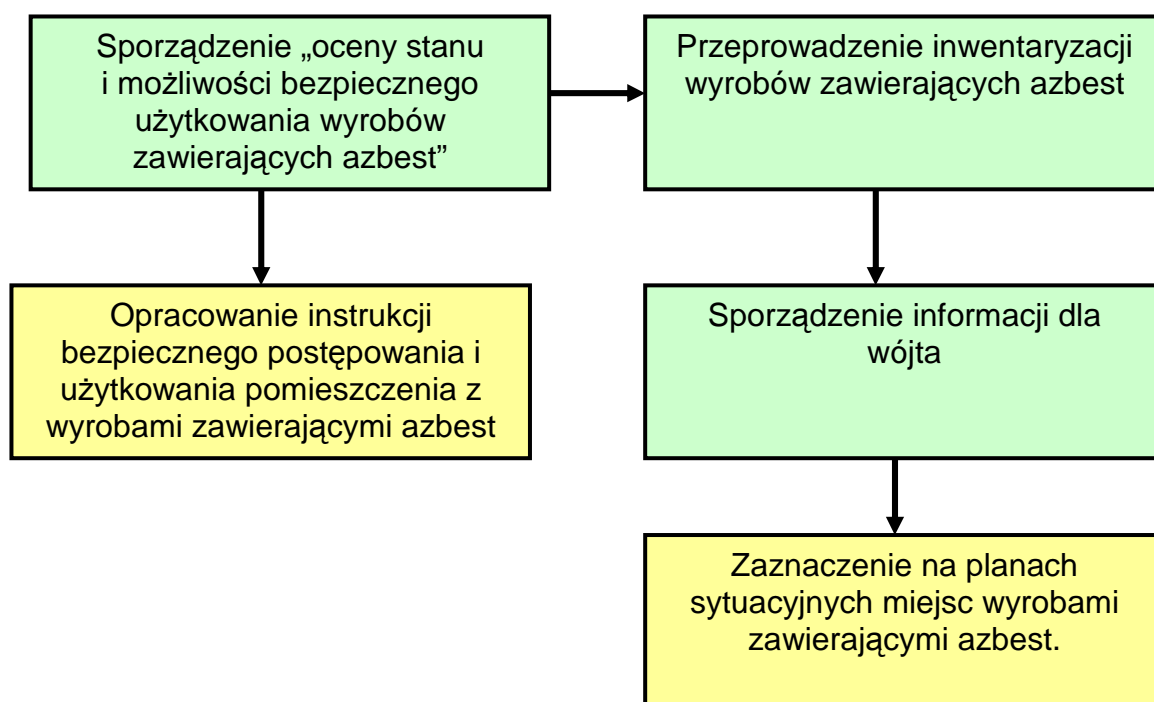 Sporządzenie „oceny stanu
i możliwości bezpiecznego
użytkowania wyrobów
zawierających azbest”
Przeprowadzenie inwentaryzacji
wyrobów zawierających azbest
Opracowanie instrukcji
bezpiecznego postępowania i
użytkowania pomieszczenia z
wyrobami zawierającymi azbest
Sporządzenie informacji dla
wójta
Zaznaczenie na planach
sytuacyjnych miejsc wyrobami
zawierającymi azbest.